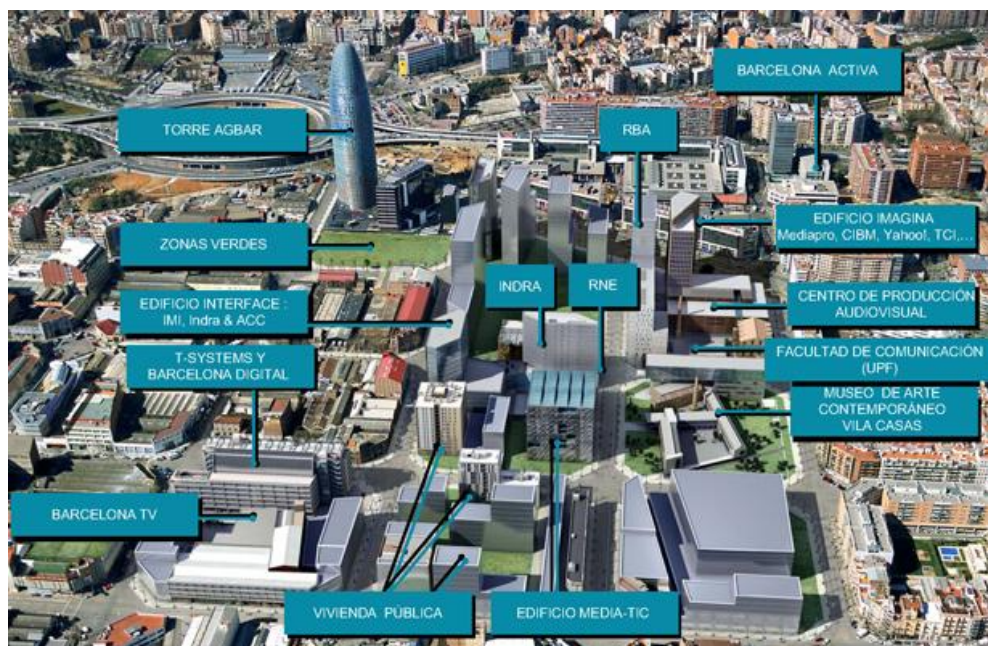 BARCELONA ACTIVA
TORRE AGBAR
RBA
EDIFICIO IMAGINA
Mediapro, CIBM, Yahoo!, TCI,...
ZONAS VERDES
INDRA
RNE
EDIFICIO INTERFACE :
IMI, Indra & ACC
CENTRO DE PRODUCCIÓN
AUDIOVISUAL
T-SYSTEMS Y
BARCELONA DIGITAL
FACULTAD DE COMUNICACIÓN
(UPF)
MUSEO DE ARTE
CONTEMPORÁNEO
VILA CASAS
BARCELONA TV
VIVIENDA PÚBLICA
EDIFICIO MEDIA-TIC